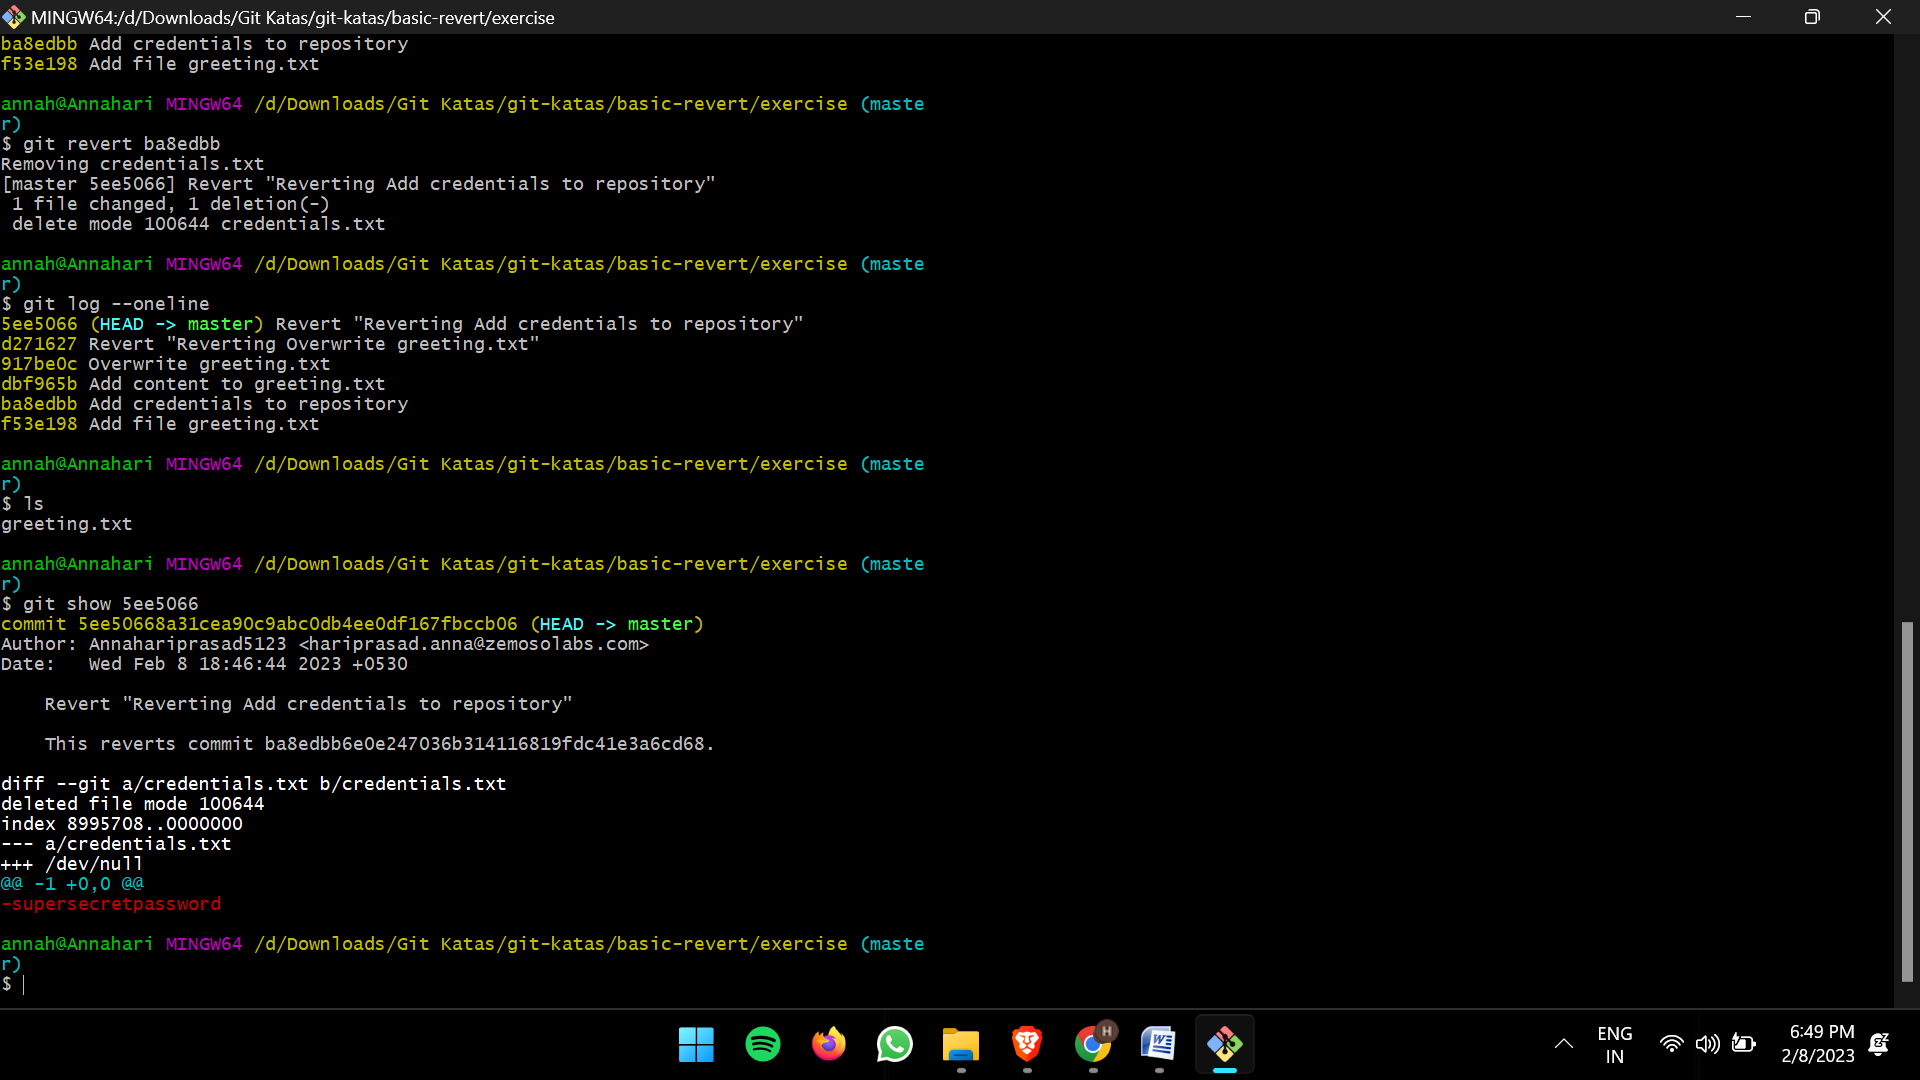 MINGW64:/d/Downloads/Git Katas/git-katas/basic-revert/exercise
ba8edbb Add credentials to repository
f53e198 Add file greeting.txt
annah@Annahari MINGW64 /d/Downloads/Git Katas/git-katas/basic-revert/exercise (maste
r)
$ git revert ba8edbb
Removing credentials.txt
[master 5ee5066] Revert "Reverting Add credentials to repository"
 1 file changed, 1 deletion(-)
 delete mode 100644 credentials.txt
annah@Annahari MINGW64 /d/Downloads/Git Katas/git-katas/basic-revert/exercise (maste
r)
$ git log --oneline
5ee5066 (HEAD -> master) Revert "Reverting Add credentials to repository"
d271627 Revert "Reverting Overwrite greeting.txt"
917be0c Overwrite greeting.txt
dbf965b Add content to greeting.txt
ba8edbb Add credentials to repository
f53e198 Add file greeting.txt
annah@Annahari MINGW64 /d/Downloads/Git Katas/git-katas/basic-revert/exercise (maste
r)
$ ls
greeting.txt
annah@Annahari MINGW64 /d/Downloads/Git Katas/git-katas/basic-revert/exercise (maste
r)
$ git show 5ee5066
commit 5ee50668a31cea90c9abc0db4ee0df167fbccb06 (HEAD -> master)
Author: Annahariprasad5123 <hariprasad.anna@zemosolabs.com>
Date:   Wed Feb 8 18:46:44 2023 +0530
    Revert "Reverting Add credentials to repository"
    This reverts commit ba8edbb6e0e247036b314116819fdc41e3a6cd68.
diff --git a/credentials.txt b/credentials.txt
deleted file mode 100644
index 8995708..0000000
--- a/credentials.txt
+++ /dev/null
@@ -1 +0,0 @@
-supersecretpassword
annah@Annahari MINGW64 /d/Downloads/Git Katas/git-katas/basic-revert/exercise (maste
r)
$
H
W
ENG
IN
6:49 PM
2/8/2023